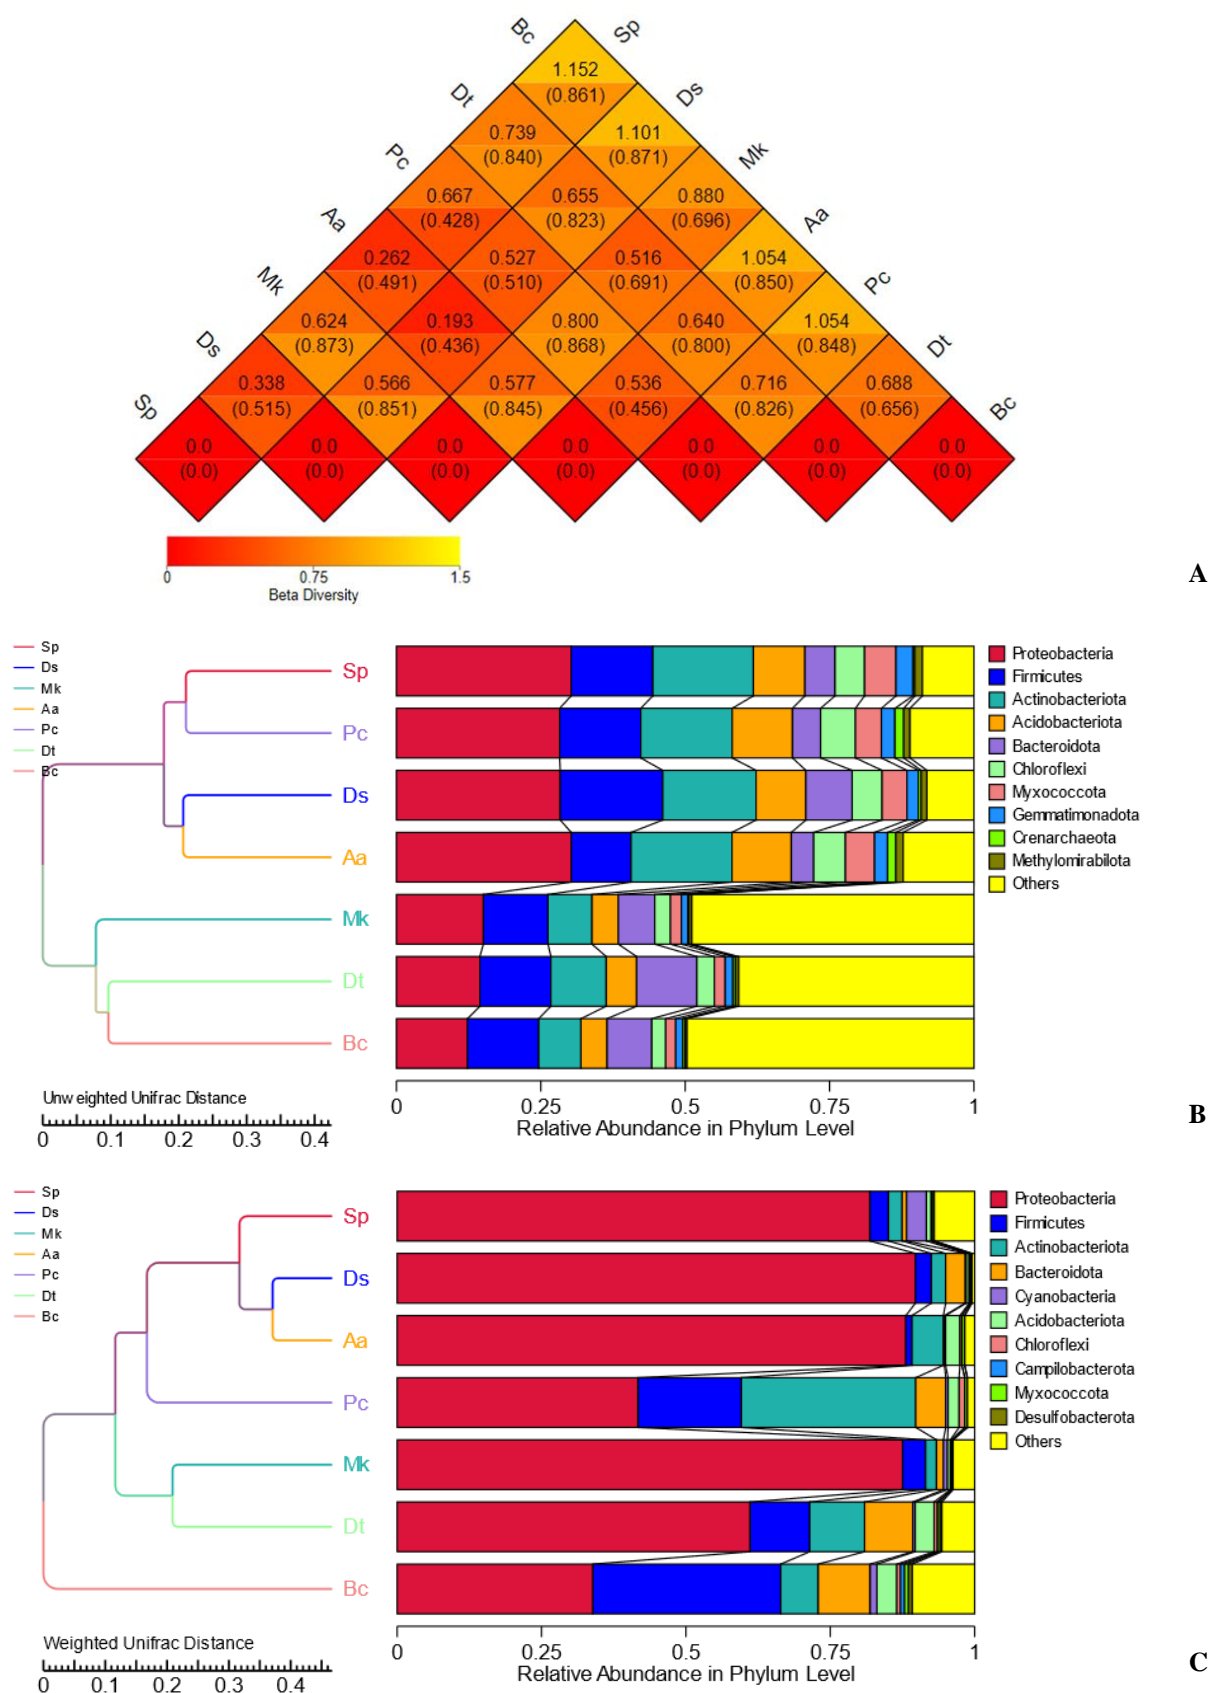 Bc Sp
1.152
(0.861)
Dt Ds
0.739 1.101
(0.840) (0.871)
Pc Mk
0.667 0.655 0.880
(0.428) (0.823) (0.696)
Aa Aa
0.262 0.527 0.516 1.054
(0.491) (0.510) (0.691) (0.850)
Mk Pc
0.624 0.193 0.800 0.640 1.054
(0.873) (0.436) (0.868) (0.800) (0.848)
Ds Dt
0.338 0.566 0.577 0.536 0.716 0.688
(0.515) (0.851) (0.845) (0.456) (0.826) (0.656)
Sp Bc
0.0 0.0 0.0 0.0 0.0 0.0 0.0
(0.0) (0.0) (0.0) (0.0) (0.0) (0.0) (0.0)
0 0.75 1.5
Beta Diversity
A
Sp
Ds
Mk
Aa
Pc
Dt
Bc
Sp
Pc
Ds
Aa
Mk
Dt
Bc
Proteobacteria
Firmicutes
Actinobacteriota
Acidobacteriota
Bacteroidota
Chloroflexi
Myxococcota
Gemmatimonadota
Crenarchaeota
Methylomirabilota
Others
Unweighted Unifrac Distance
0 0.1 0.2 0.3 0.4
0 0.25 0.5 0.75 1
Relative Abundance in Phylum Level
B
Sp
Ds
Mk
Aa
Pc
Dt
Bc
Sp
Ds
Aa
Pc
Mk
Dt
Bc
Proteobacteria
Firmicutes
Actinobacteriota
Bacteroidota
Cyanobacteria
Acidobacteriota
Chloroflexi
Campilobacterota
Myxococcota
Desulfobacterota
Others
Weighted Unifrac Distance
0 0.1 0.2 0.3 0.4
0 0.25 0.5 0.75 1
Relative Abundance in Phylum Level
C